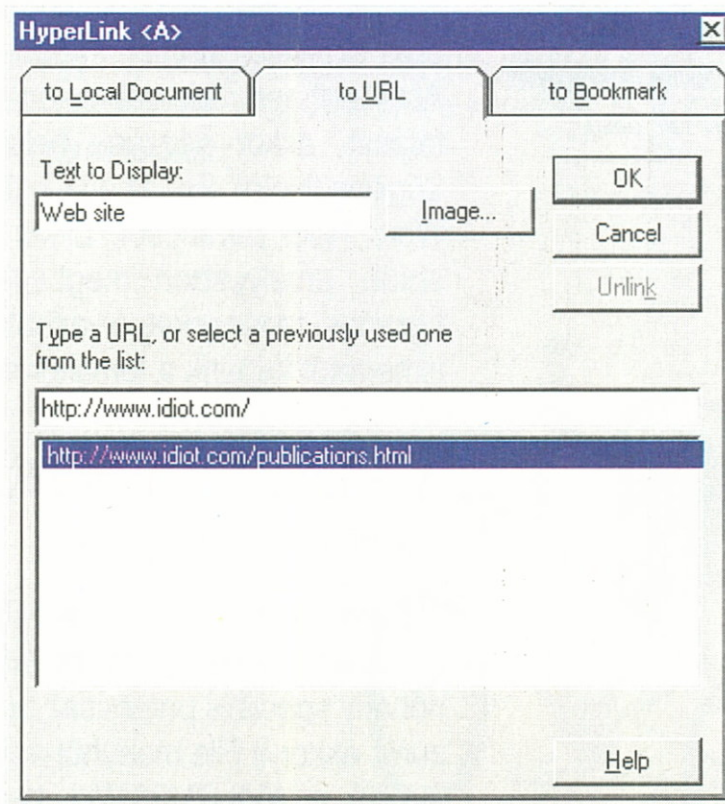 HyperLink <A>
to Local Document to URL to Bookmark
Text to Display:
Web site
Image...
OK
Cancel
Unlink
Type a URL, or select a previously used one
from the list:
http://www.idiot.com/
http://www.idiot.com/publications.html
Help